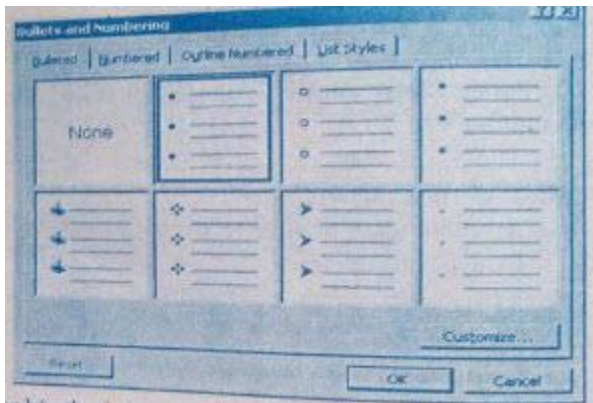 Bullets and Numbering
Bulleted Numbered Outline Numbered List Styles
None
Customize...
Reset OK Cancel